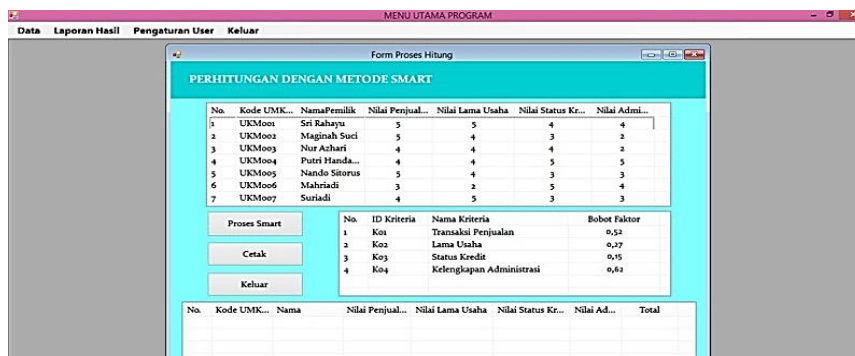 MENU UTAMA PROGRAM
Data Laporan Hasil Pengaturan User Keluar
Form Proses Hitung
PERHITUNGAN DENGAN METODE SMART
No. Kode UMK... NamaPemilik Nilai Penjual... Nilai Lama Usaha Nilai Status Kr... Nilai Admi...
1 UKM001 Sri Rahayu 5 5 4 4
2 UKM002 Maginah Suci 5 4 3 2
3 UKM003 Nur Azhari 4 4 4 2
4 UKM004 Putri Handa... 4 4 5 5
5 UKM005 Nando Sitorus 5 4 3 3
6 UKM006 Mahriadi 3 2 5 4
7 UKM007 Suriadi 4 5 3 3
Proses Smart
Cetak
Keluar
No. ID Kriteria Nama Kriteria Bobot Faktor
1 K01 Transaksi Penjualan 0,52
2 K02 Lama Usaha 0,27
3 K03 Status Kredit 0,15
4 K04 Kelengkapan Administrasi 0,62
No. Kode UMK... Nama Nilai Penjual... Nilai Lama Usaha Nilai Status Kr... Nilai Ad... Total